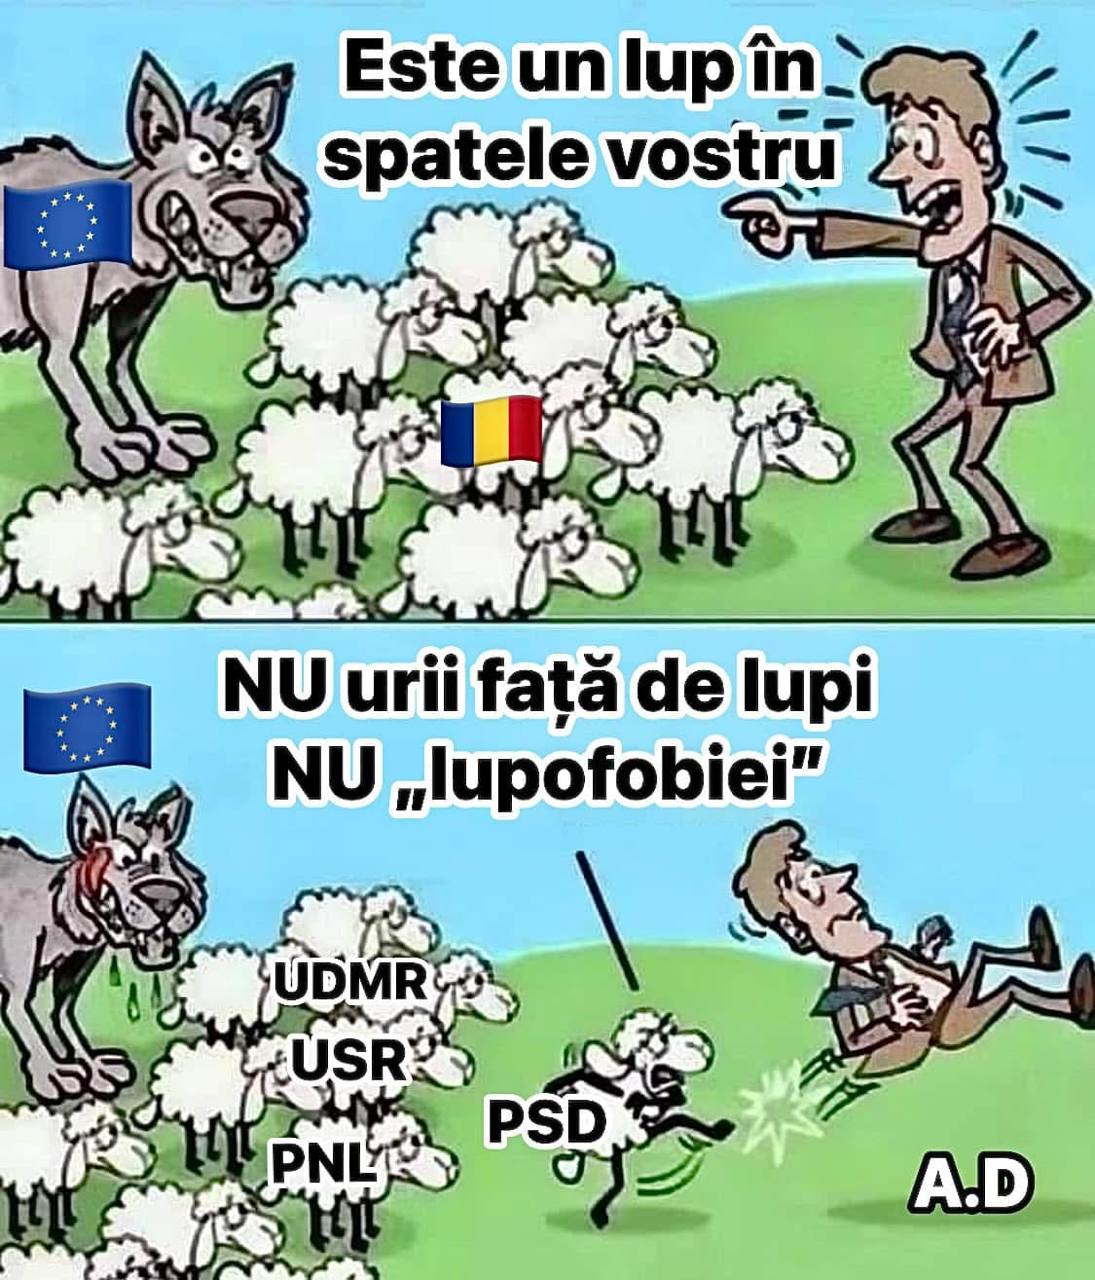 Este un lup în
spatele vostru
NU urii față de lupi
NU „lupofobiei”
UDMR
USR
PSD
PNL
A.D